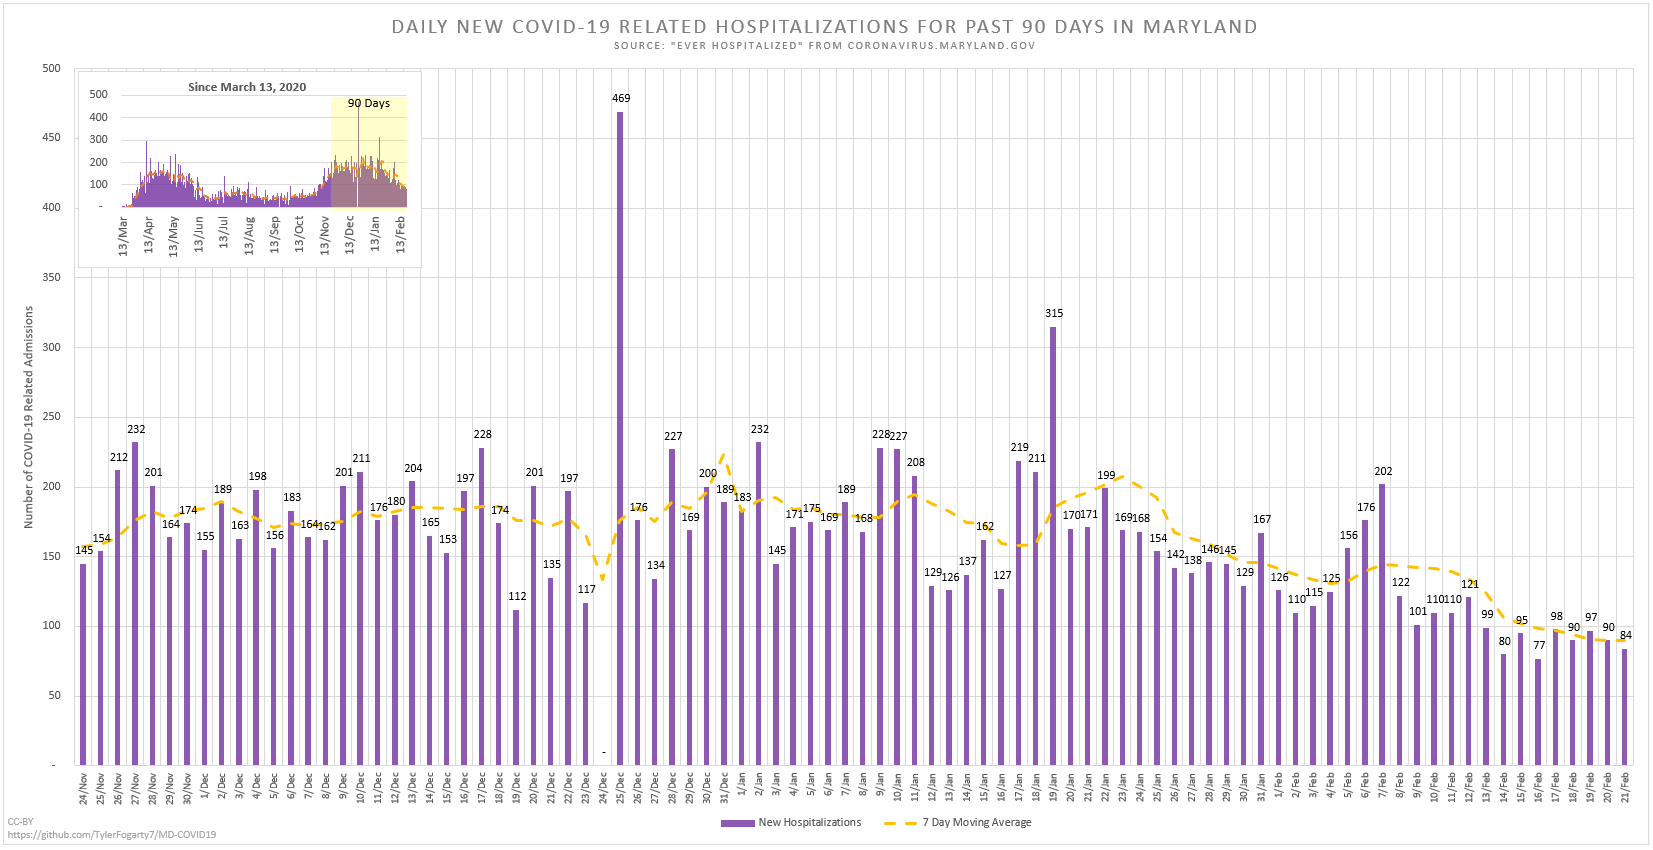 DAILY NEW COVID-19 RELATED HOSPITALIZATIONS FOR PAST 90 DAYS IN MARYLAND
SOURCE: "EVER HOSPITALIZED" FROM CORONAVIRUS.MARYLAND.GOV
Number of COVID-19 Related Admissions
500
450
400
350
300
250
200
150
100
50
-
Since March 13, 2020
90 Days
500
400
300
200
100
-
13/Mar
13/Apr
13/May
13/Jun
13/Jul
13/Aug
13/Sep
13/Oct
13/Nov
13/Dec
13/Jan
13/Feb
145
154
212
232
201
164
174
155
189
163
198
156
183
164
162
201
211
176
180
204
165
153
197
228
174
112
201
135
197
117
-
469
176
134
227
169
200
189
183
232
145
171
175
169
189
168
228
227
208
129
126
137
162
127
219
211
315
170
171
199
169
168
154
142
138
146
145
129
167
126
110
115
125
156
176
202
122
101
110
110
121
99
80
95
77
98
90
97
90
84
24/Nov
25/Nov
26/Nov
27/Nov
28/Nov
29/Nov
30/Nov
1/Dec
2/Dec
3/Dec
4/Dec
5/Dec
6/Dec
7/Dec
8/Dec
9/Dec
10/Dec
11/Dec
12/Dec
13/Dec
14/Dec
15/Dec
16/Dec
17/Dec
18/Dec
19/Dec
20/Dec
21/Dec
22/Dec
23/Dec
24/Dec
25/Dec
26/Dec
27/Dec
28/Dec
29/Dec
30/Dec
31/Dec
1/Jan
2/Jan
3/Jan
4/Jan
5/Jan
6/Jan
7/Jan
8/Jan
9/Jan
10/Jan
11/Jan
12/Jan
13/Jan
14/Jan
15/Jan
16/Jan
17/Jan
18/Jan
19/Jan
20/Jan
21/Jan
22/Jan
23/Jan
24/Jan
25/Jan
26/Jan
27/Jan
28/Jan
29/Jan
30/Jan
31/Jan
1/Feb
2/Feb
3/Feb
4/Feb
5/Feb
6/Feb
7/Feb
8/Feb
9/Feb
10/Feb
11/Feb
12/Feb
13/Feb
14/Feb
15/Feb
16/Feb
17/Feb
18/Feb
19/Feb
20/Feb
21/Feb
New Hospitalizations
7 Day Moving Average
CC-BY
https://github.com/TylerFogarty7/MD-COVID19